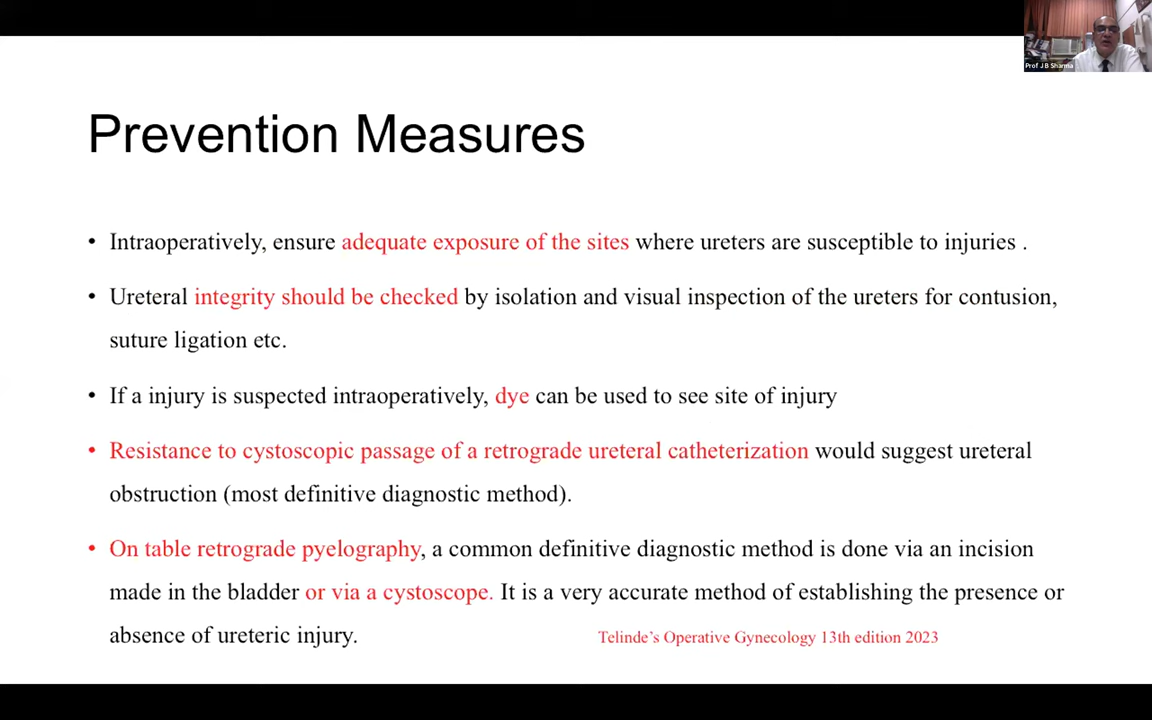 Prof J B Sharma
Prevention Measures
• Intraoperatively, ensure adequate exposure of the sites where ureters are susceptible to injuries .
• Ureteral integrity should be checked by isolation and visual inspection of the ureters for contusion,
suture ligation etc.
• If a injury is suspected intraoperatively, dye can be used to see site of injury
• Resistance to cystoscopic passage of a retrograde ureteral catheterization would suggest ureteral
obstruction (most definitive diagnostic method).
• On table retrograde pyelography, a common definitive diagnostic method is done via an incision
made in the bladder or via a cystoscope. It is a very accurate method of establishing the presence or
absence of ureteric injury.
Telinde’s Operative Gynecology 13th edition 2023